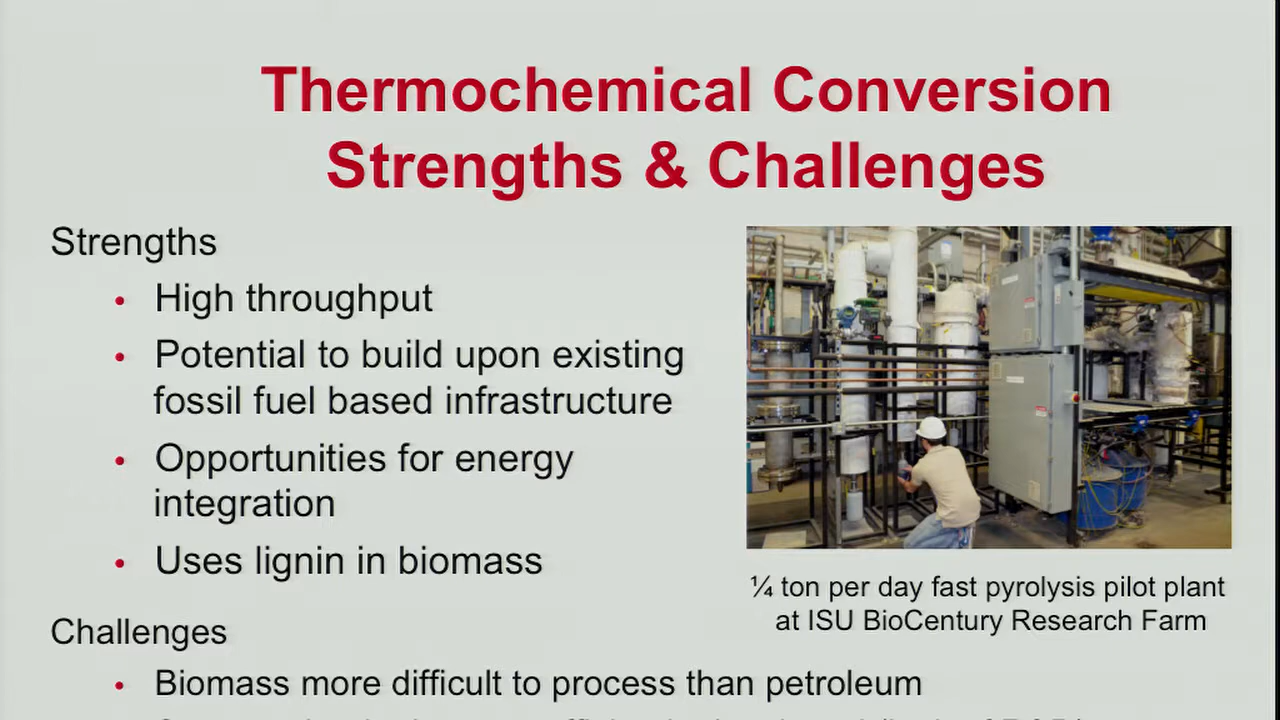 Thermochemical Conversion
Strengths & Challenges
Strengths
• High throughput
• Potential to build upon existing
fossil fuel based infrastructure
• Opportunities for energy
integration
• Uses lignin in biomass
¼ ton per day fast pyrolysis pilot plant
at ISU BioCentury Research Farm
Challenges
• Biomass more difficult to process than petroleum